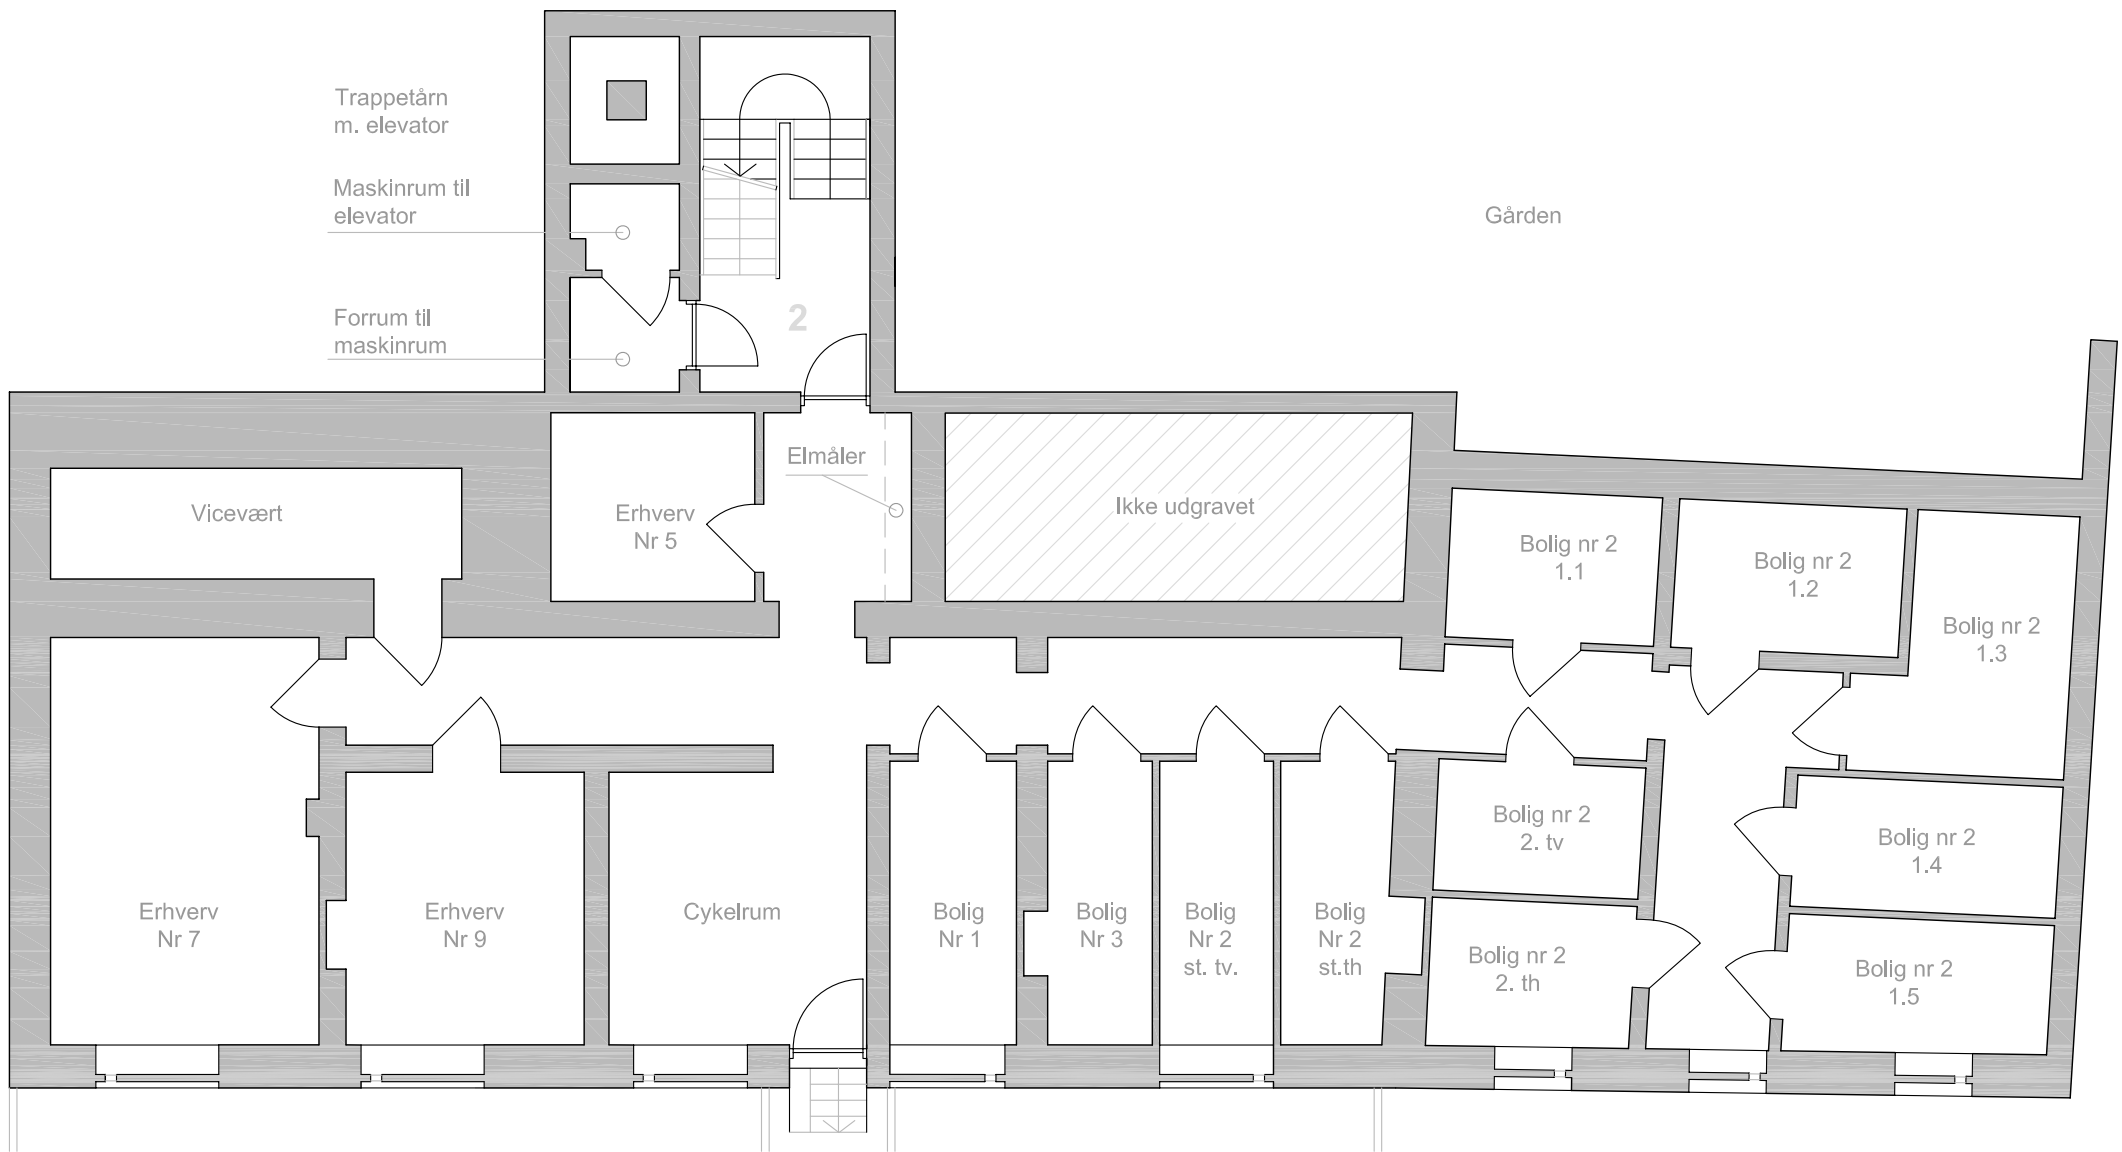 Trappetårn
m. elevator
Maskinrum til
elevator
Gården
Forrum til
maskinrum
2
Elmåler
Vicevært
Erhverv
Nr 5
Ikke udgravet
Bolig nr 2
1.1
Bolig nr 2
1.2
Bolig nr 2
1.3
Bolig nr 2
2. tv
Bolig nr 2
1.4
Erhverv
Nr 7
Erhverv
Nr 9
Cykelrum
Bolig
Nr 1
Bolig
Nr 3
Bolig
Nr 2
st. tv.
Bolig
Nr 2
st.th
Bolig nr 2
2. th
Bolig nr 2
1.5